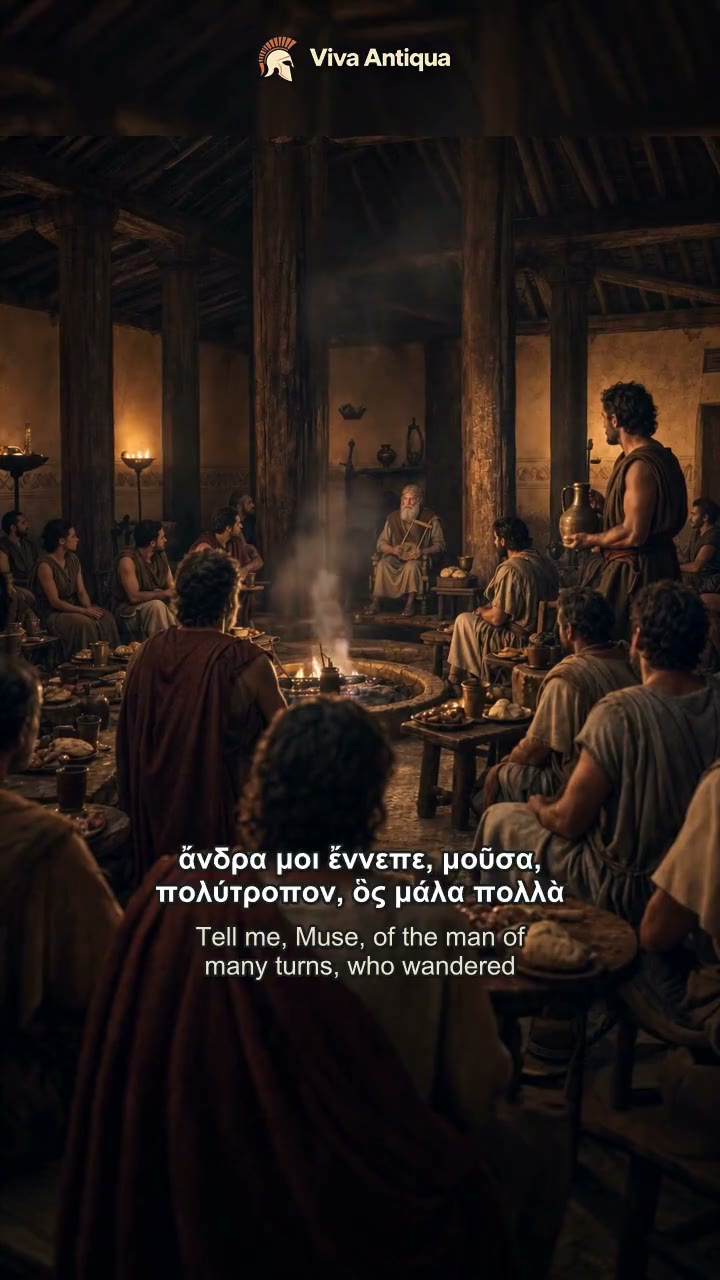 Viva Antiqua
ἄνδρα μοι ἔννεπε, μοῦσα,
πολύτροπον, ὃς μάλα πολλὰ
Tell me, Muse, of the man of
many turns, who wandered